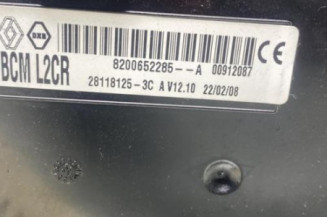 BCM L2CR
8200652285--A 00912087
28118125-3C A V12.10 22/02/08
CE